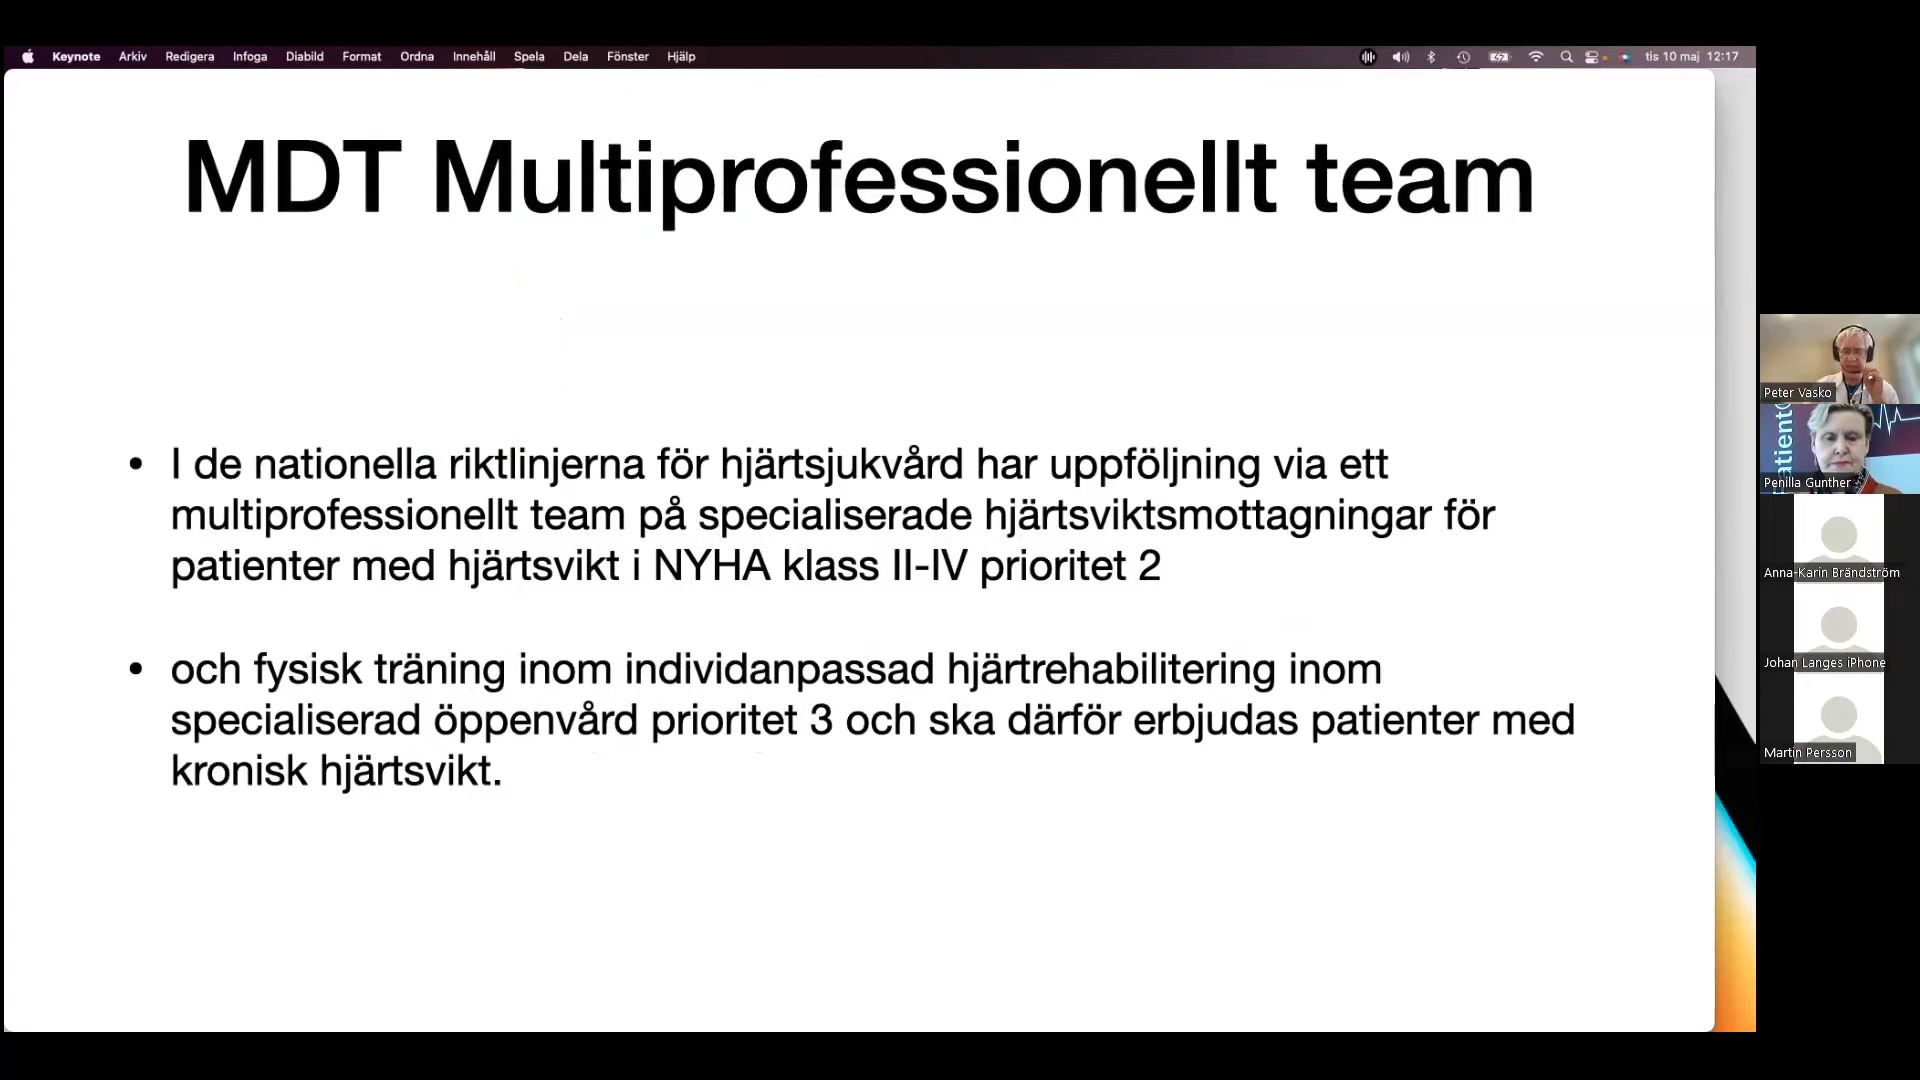 Keynote Arkiv Redigera Infoga Diabild Format Ordna Innehåll Spela Dela Fönster Hjälp tis 10 maj 12:17
MDT Multiprofessionellt team
• I de nationella riktlinjerna för hjärtsjukvård har uppföljning via ett
multiprofessionellt team på specialiserade hjärtsviktsmottagningar för
patienter med hjärtsvikt i NYHA klass II-IV prioritet 2
• och fysisk träning inom individanpassad hjärtrehabilitering inom
specialiserad öppenvård prioritet 3 och ska därför erbjudas patienter med
kronisk hjärtsvikt.
Peter Vasko
atient
Penilla Gunther
Anna-Karin Brändström
Johan Langes iPhone
Martin Persson